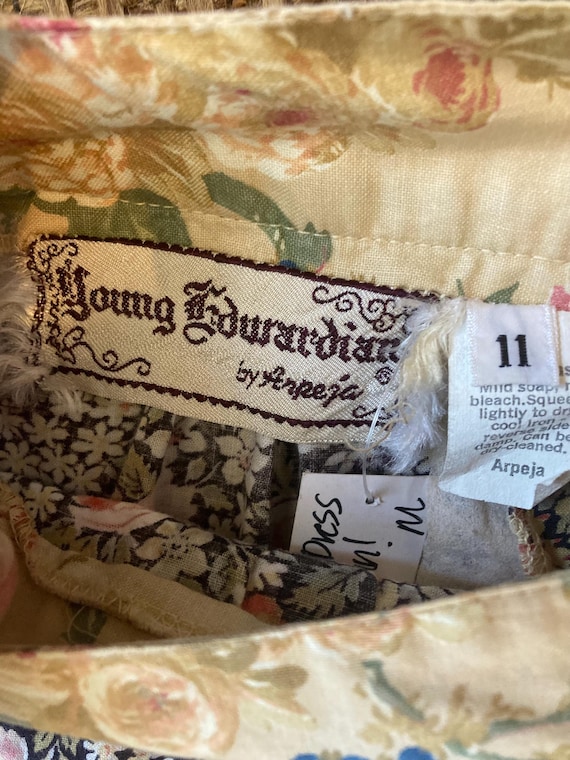 Young Edwardian
by Arpeja ®
11
Mild soap,
bleach.Squee
lightly to dr
cool iron
reverse side
damp. Can be
dry-cleaned.
Arpeja
Dress
n! M